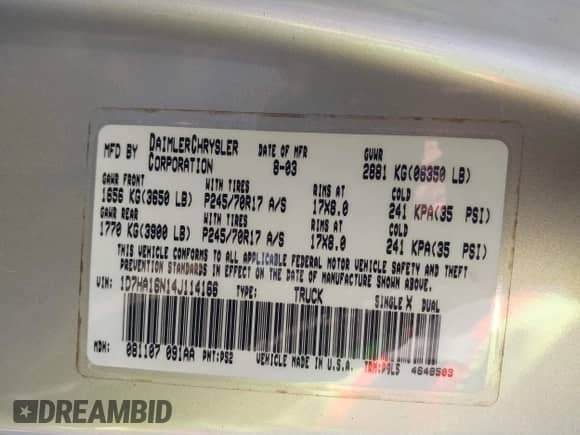 MFD BY DAIMLERCHRYSLER CORPORATION DATE OF MFR 8-03 GVWR 2881 KG(06350 LB)
GAWR FRONT WITH TIRES RIMS AT COLD
1656 KG(3650 LB) P245/70R17 A/S 17X8.0 241 KPA(35 PSI)
GAWR REAR WITH TIRES RIMS AT COLD
1770 KG(3900 LB) P245/70R17 A/S 17X8.0 241 KPA(35 PSI)
THIS VEHICLE CONFORMS TO ALL APPLICABLE FEDERAL MOTOR VEHICLE SAFETY AND THEFT
PREVENTION STANDARDS IN EFFECT ON THE DATE OF MANUFACTURE SHOWN ABOVE.
VIN: 1D7HA16N14J114166 TYPE: TRUCK SINGLE X DUAL
MDH: 081107 091AA PNT:PS2 VEHICLE MADE IN U.S.A. TRM:P9L5 4648503
DREAMBID